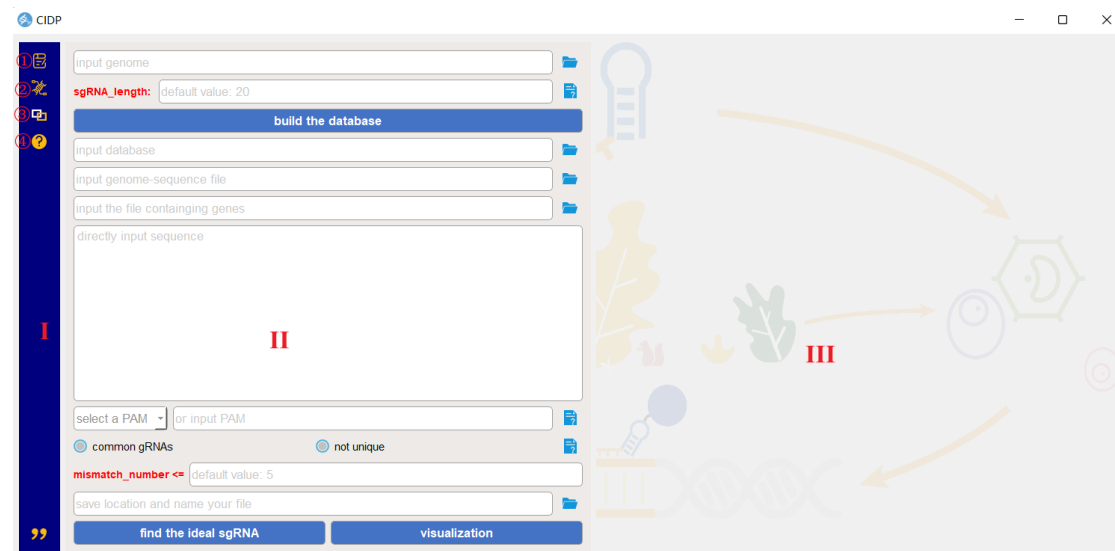 CIDP
① input genome
② sgRNA_length: default value: 20
③ build the database
④ ? input database
input genome-sequence file
input the file containging genes
directly input sequence
I
II
III
select a PAM or input PAM
common gRNAs not unique
mismatch_number <= default value: 5
save location and name your file
find the ideal sgRNA visualization